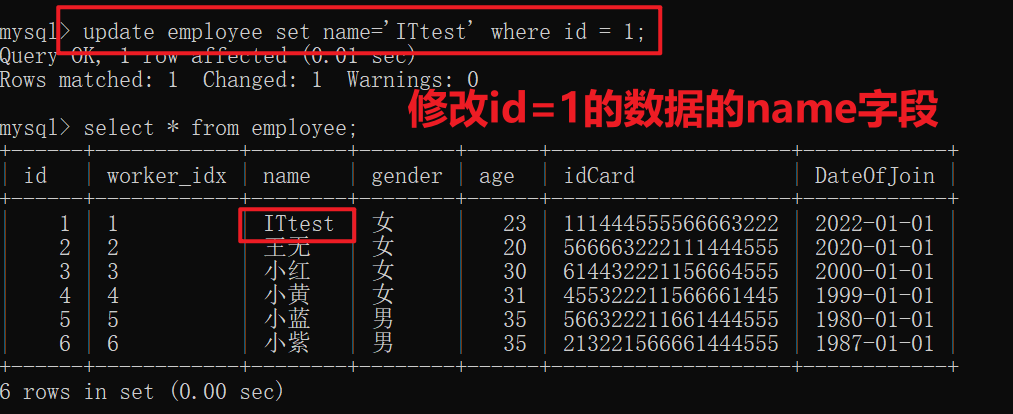 mysql> update employee set name='ITtest' where id = 1;
Query OK, 1 row affected (0.01 sec)
Rows matched: 1  Changed: 1  Warnings: 0
修改id=1的数据的name字段
mysql> select * from employee;
+------+------------+--------+--------+------+--------------------+------------+
| id | worker_idx | name | gender | age | idCard | DateOfJoin |
+------+------------+--------+--------+------+--------------------+------------+
| 1 | 1 | ITtest | 女 | 23 | 111444555566663222 | 2022-01-01 |
| 2 | 2 | 王无 | 女 | 20 | 566663222111444555 | 2020-01-01 |
| 3 | 3 | 小红 | 女 | 30 | 614432221156664555 | 2000-01-01 |
| 4 | 4 | 小黄 | 女 | 31 | 455322211566661445 | 1999-01-01 |
| 5 | 5 | 小蓝 | 男 | 35 | 566322211661444555 | 1980-01-01 |
| 6 | 6 | 小紫 | 男 | 35 | 213221566661444555 | 1987-01-01 |
+------+------------+--------+--------+------+--------------------+------------+
6 rows in set (0.00 sec)